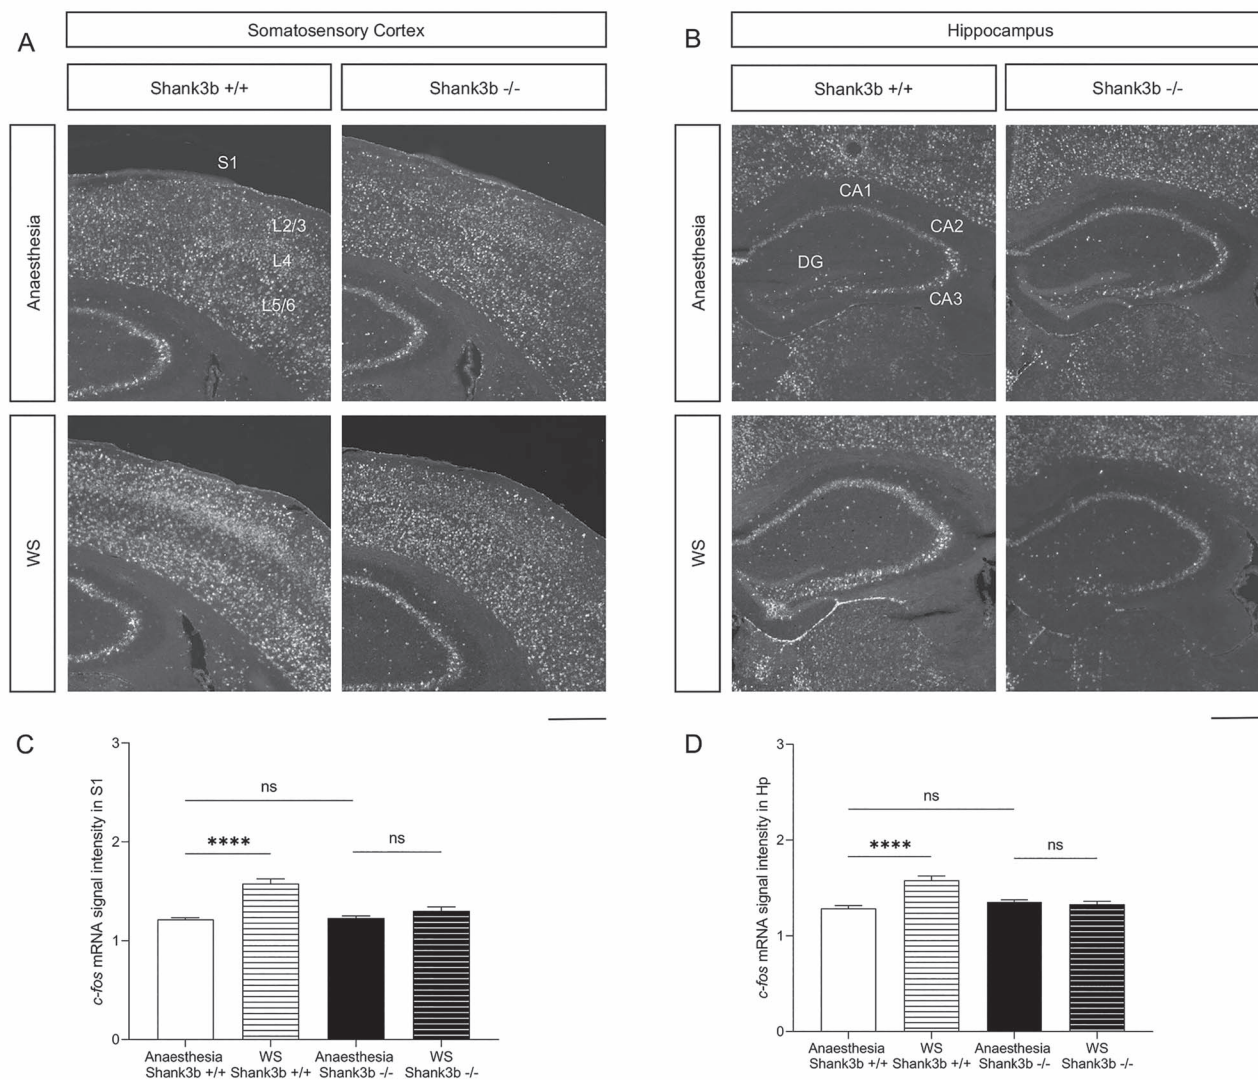 A
Somatosensory Cortex
Shank3b +/+
Shank3b -/-
Anaesthesia
S1
L2/3
L4
L5/6
WS
B
Hippocampus
Shank3b +/+
Shank3b -/-
Anaesthesia
CA1
CA2
DG
CA3
WS
C
c-fos mRNA signal intensity in S1
3
2
1
0
ns
****
ns
Anaesthesia
Shank3b +/+
WS
Shank3b +/+
Anaesthesia
Shank3b -/-
WS
Shank3b -/-
D
c-fos mRNA signal intensity in Hp
3
2
1
0
ns
****
ns
Anaesthesia
Shank3b +/+
WS
Shank3b +/+
Anaesthesia
Shank3b -/-
WS
Shank3b -/-